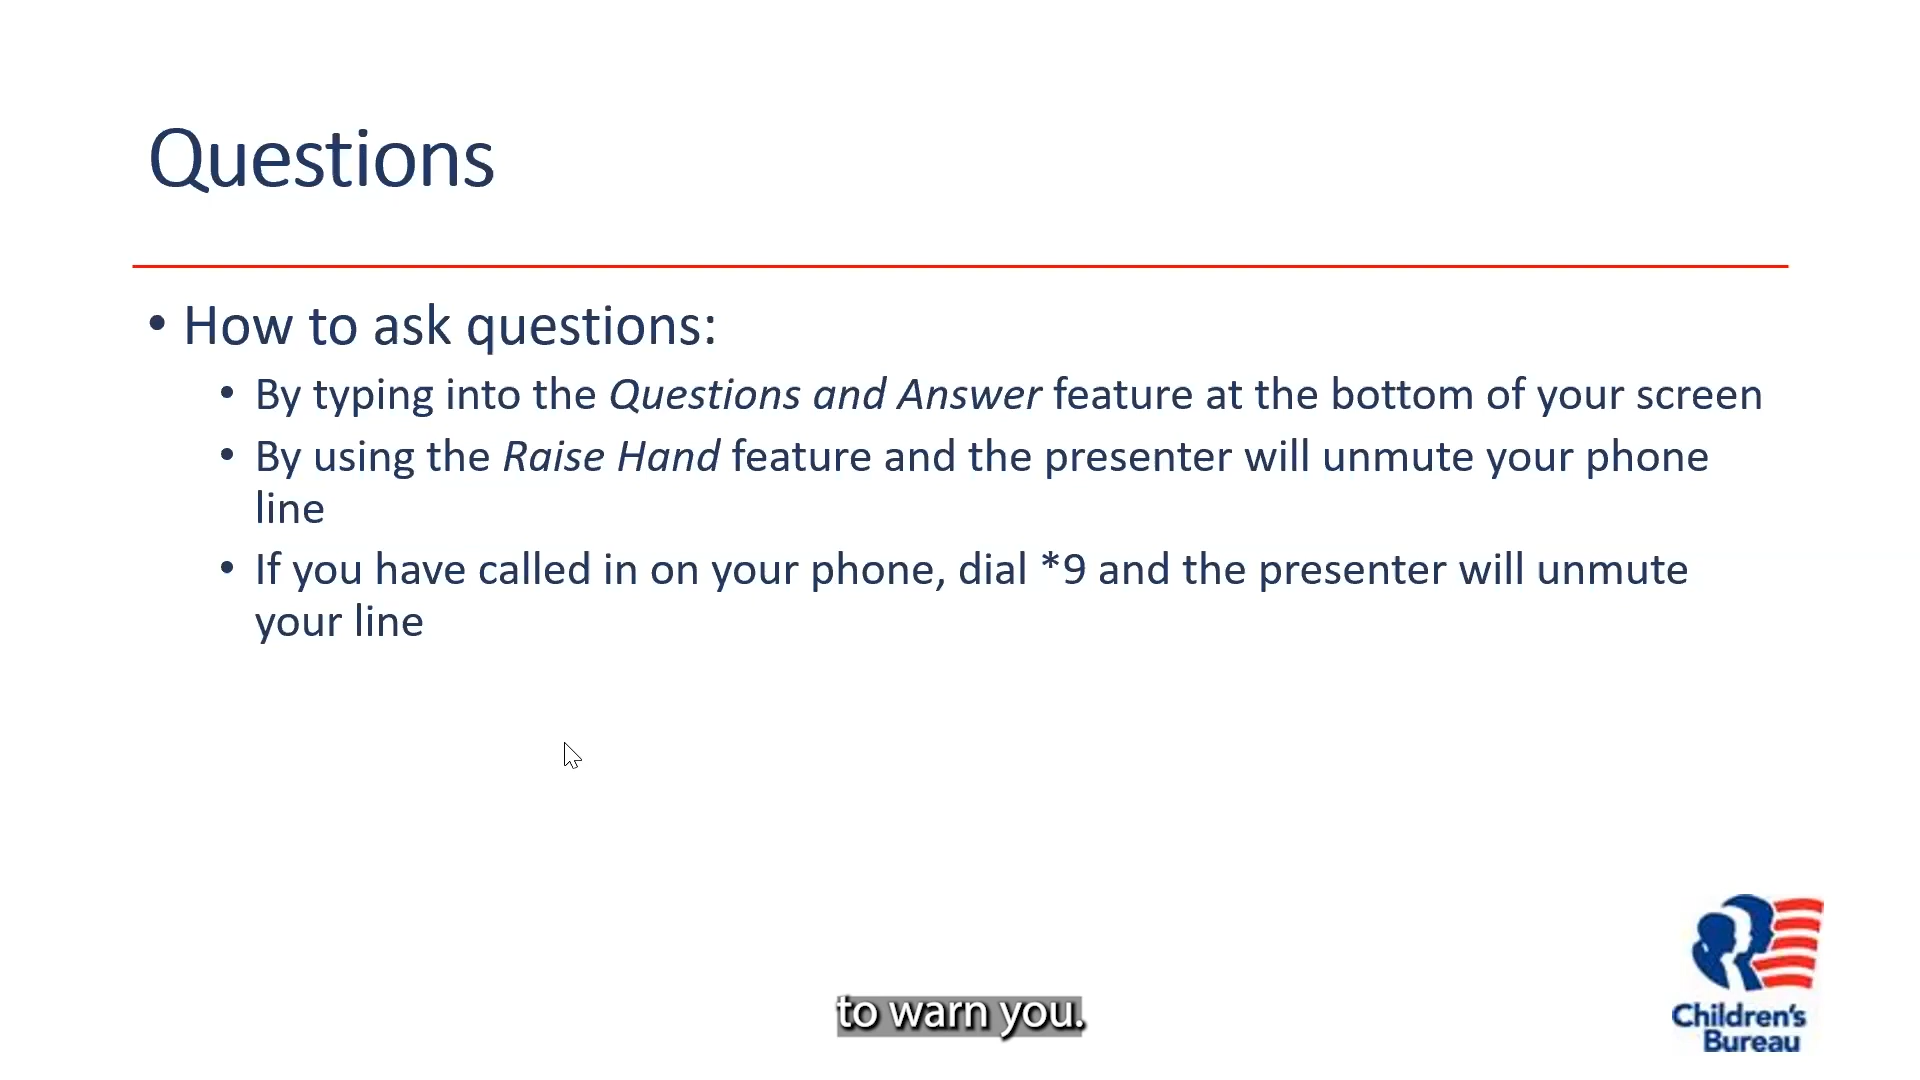 Questions
• How to ask questions:
• By typing into the Questions and Answer feature at the bottom of your screen
• By using the Raise Hand feature and the presenter will unmute your phone
line
• If you have called in on your phone, dial *9 and the presenter will unmute
your line
to warn you.
Children's
Bureau